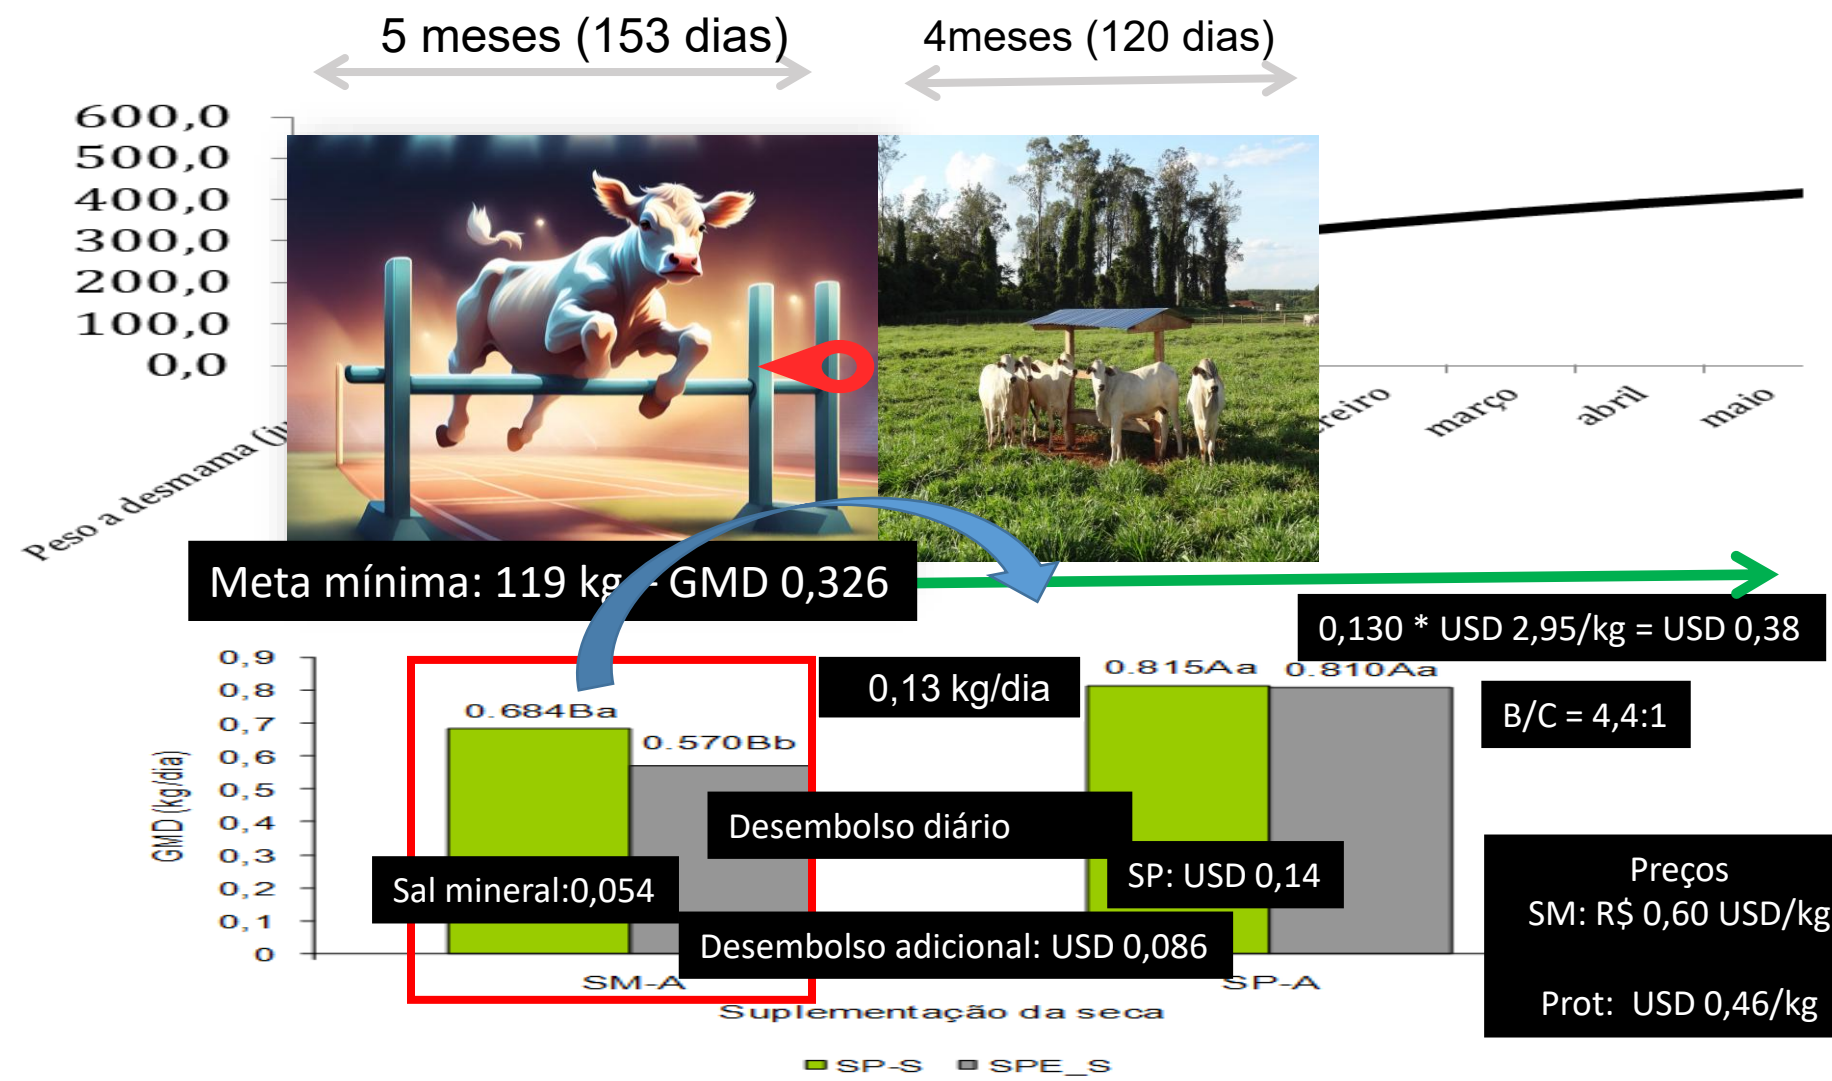 5 meses (153 dias)
4meses (120 dias)
600,0
500,0
400,0
300,0
200,0
100,0
0,0
Peso a desmama
março
abril
maio
Meta mínima: 119 kg - GMD 0,326
0,130 * USD 2,95/kg = USD 0,38
0,13 kg/dia
B/C = 4,4:1
GMD (kg/dia)
0,9
0,8
0,7
0,6
0,5
0,4
0,3
0,2
0,1
0
0.684Ba
0.570Bb
0.815Aa
0.810Aa
Desembolso diário
Sal mineral:0,054
SP: USD 0,14
Desembolso adicional: USD 0,086
Preços
SM: R$ 0,60 USD/kg
Prot: USD 0,46/kg
SM-A
SP-A
Suplementação da seca
SP-S
SPE_S